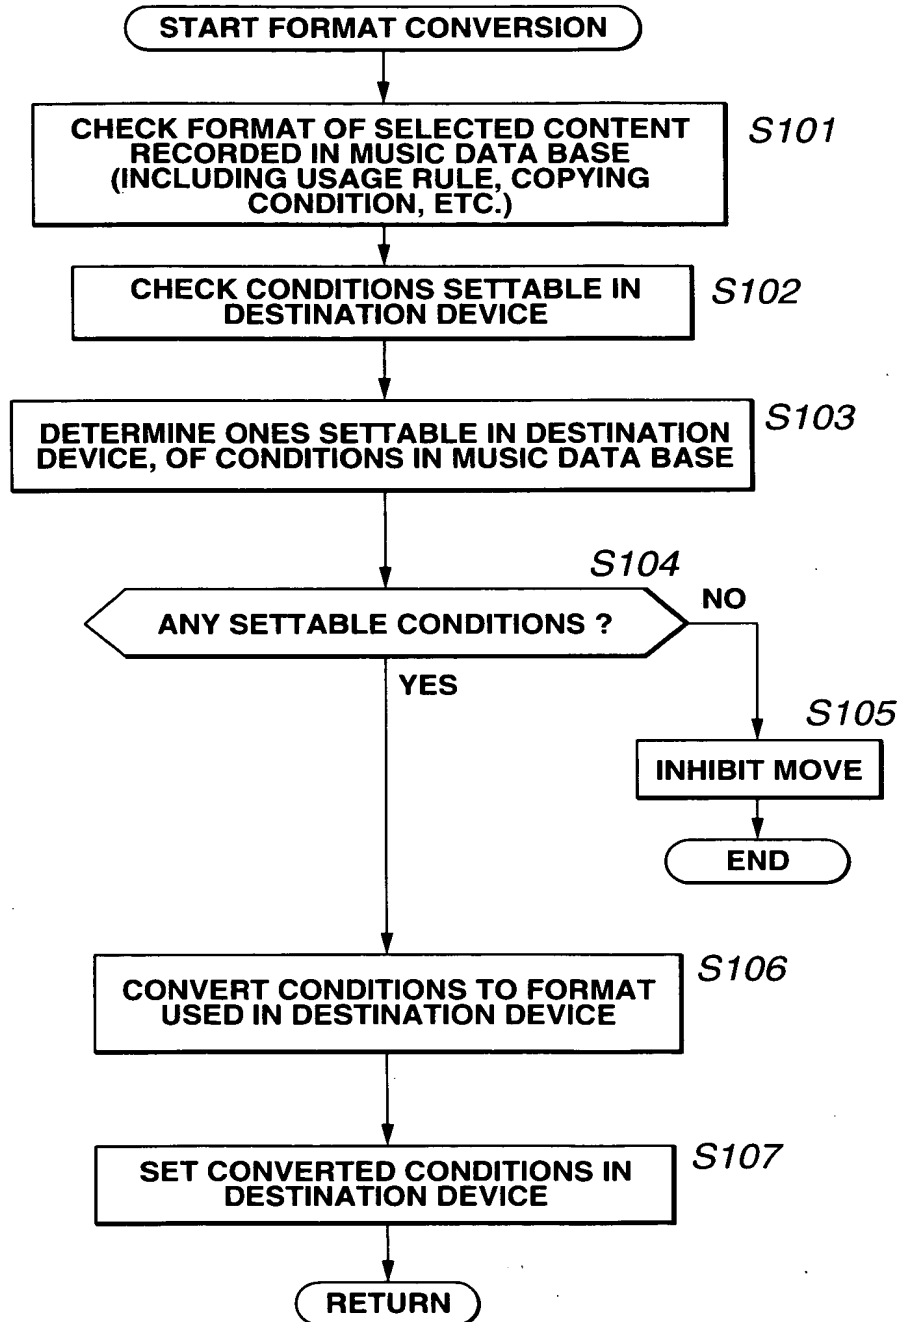 START FORMAT CONVERSION
CHECK FORMAT OF SELECTED CONTENT
RECORDED IN MUSIC DATA BASE
(INCLUDING USAGE RULE, COPYING
CONDITION, ETC.)
S101
CHECK CONDITIONS SETTABLE IN
DESTINATION DEVICE
S102
DETERMINE ONES SETTABLE IN DESTINATION
DEVICE, OF CONDITIONS IN MUSIC DATA BASE
S103
S104
ANY SETTABLE CONDITIONS ?
NO
YES
S105
INHIBIT MOVE
END
CONVERT CONDITIONS TO FORMAT
USED IN DESTINATION DEVICE
S106
SET CONVERTED CONDITIONS IN
DESTINATION DEVICE
S107
RETURN